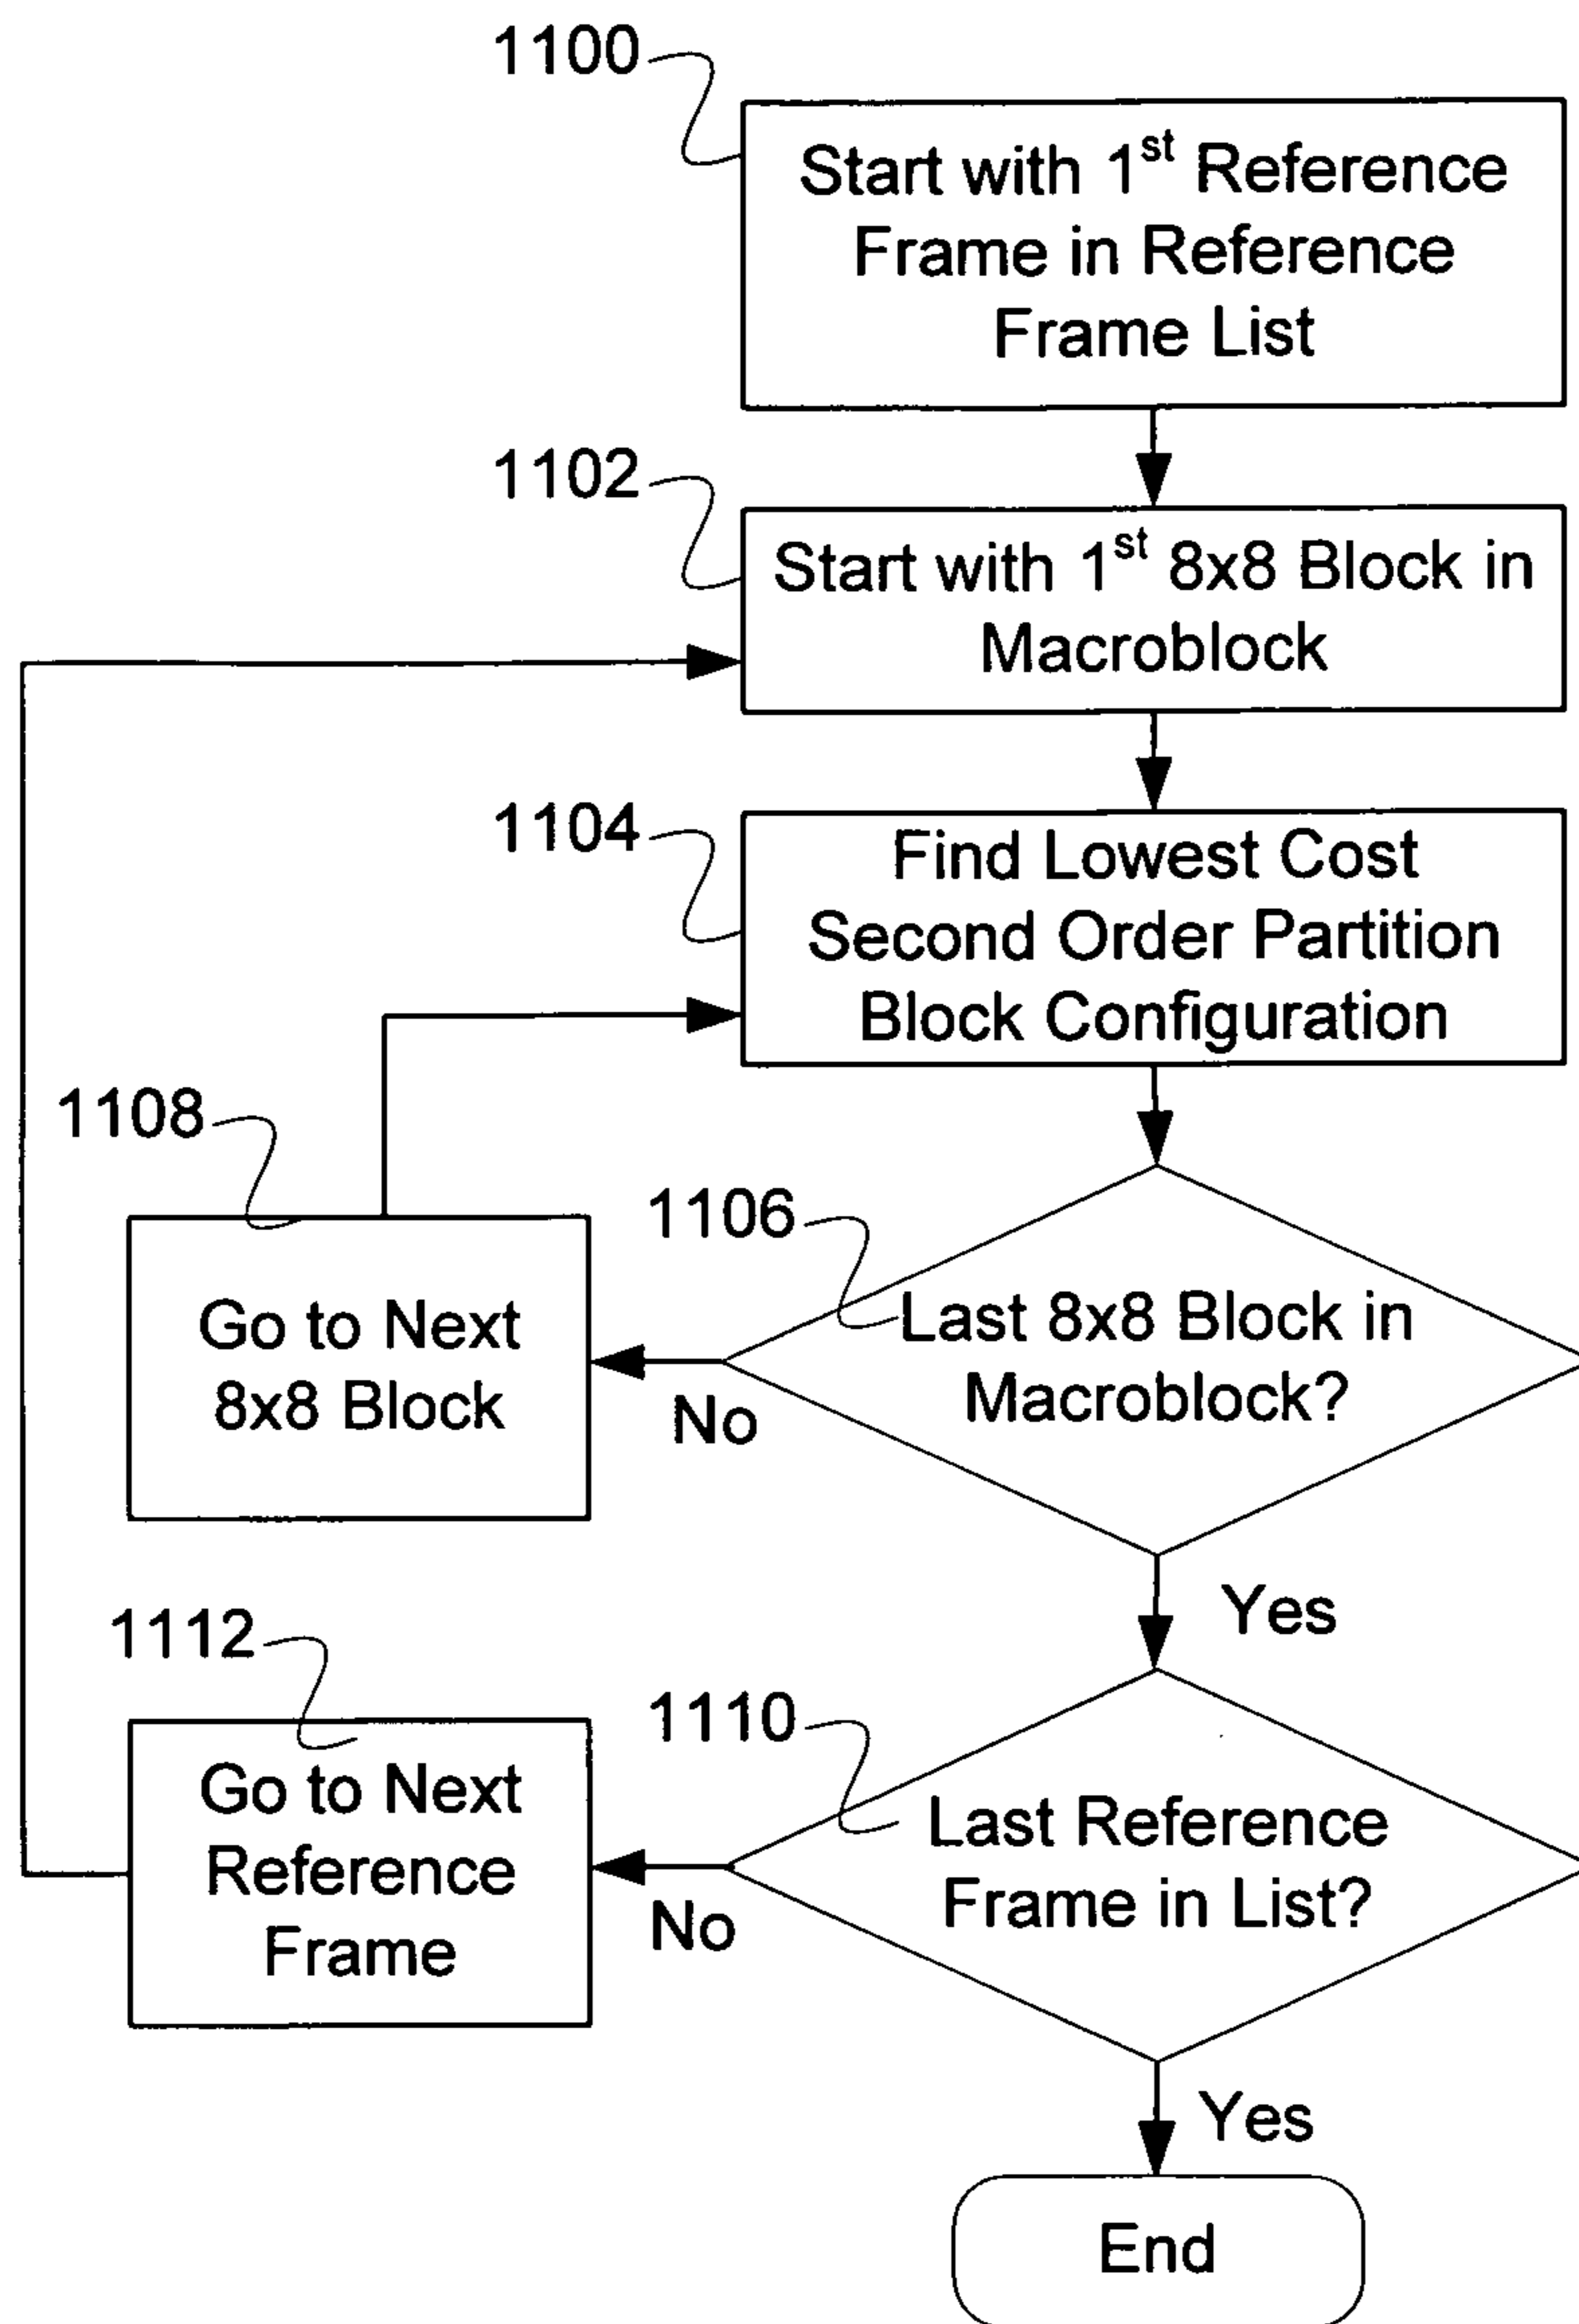 1100
Start with 1st Reference
Frame in Reference
Frame List
1102
Start with 1st 8x8 Block in
Macroblock
1104
Find Lowest Cost
Second Order Partition
Block Configuration
1108
Go to Next
8x8 Block
1106
Last 8x8 Block in
Macroblock?
No
Yes
1112
Go to Next
Reference
Frame
1110
Last Reference
Frame in List?
No
Yes
End